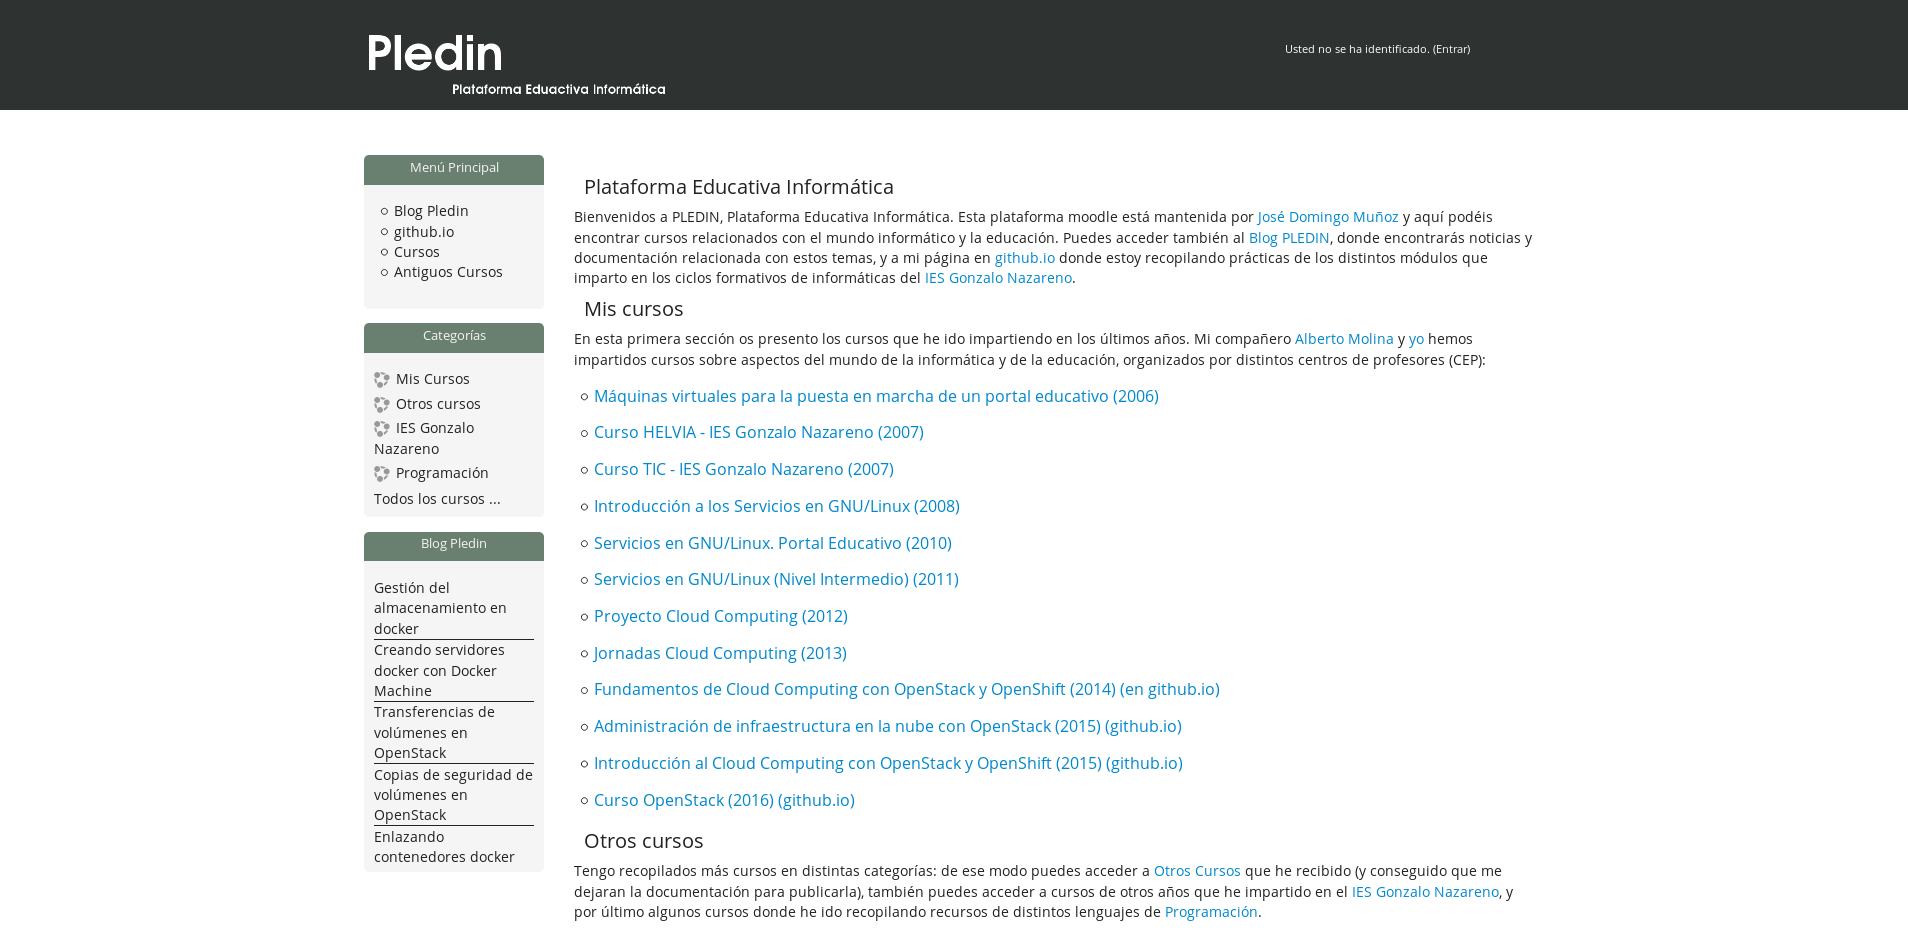 Pledin
Plataforma Eduactiva Informática
Usted no se ha identificado. (Entrar)
Menú Principal
Blog Pledin
github.io
Cursos
Antiguos Cursos
Categorías
Mis Cursos
Otros cursos
IES Gonzalo
Nazareno
Programación
Todos los cursos ...
Blog Pledin
Gestión del
almacenamiento en
docker
Creando servidores
docker con Docker
Machine
Transferencias de
volúmenes en
OpenStack
Copias de seguridad de
volúmenes en
OpenStack
Enlazando
contenedores docker
Plataforma Educativa Informática
Bienvenidos a PLEDIN, Plataforma Educativa Informática. Esta plataforma moodle está mantenida por José Domingo Muñoz y aquí podéis
encontrar cursos relacionados con el mundo informático y la educación. Puedes acceder también al Blog PLEDIN, donde encontrarás noticias y
documentación relacionada con estos temas, y a mi página en github.io donde estoy recopilando prácticas de los distintos módulos que
imparto en los ciclos formativos de informáticas del IES Gonzalo Nazareno.
Mis cursos
En esta primera sección os presento los cursos que he ido impartiendo en los últimos años. Mi compañero Alberto Molina y yo hemos
impartidos cursos sobre aspectos del mundo de la informática y de la educación, organizados por distintos centros de profesores (CEP):
Máquinas virtuales para la puesta en marcha de un portal educativo (2006)
Curso HELVIA - IES Gonzalo Nazareno (2007)
Curso TIC - IES Gonzalo Nazareno (2007)
Introducción a los Servicios en GNU/Linux (2008)
Servicios en GNU/Linux. Portal Educativo (2010)
Servicios en GNU/Linux (Nivel Intermedio) (2011)
Proyecto Cloud Computing (2012)
Jornadas Cloud Computing (2013)
Fundamentos de Cloud Computing con OpenStack y OpenShift (2014) (en github.io)
Administración de infraestructura en la nube con OpenStack (2015) (github.io)
Introducción al Cloud Computing con OpenStack y OpenShift (2015) (github.io)
Curso OpenStack (2016) (github.io)
Otros cursos
Tengo recopilados más cursos en distintas categorías: de ese modo puedes acceder a Otros Cursos que he recibido (y conseguido que me
dejaran la documentación para publicarla), también puedes acceder a cursos de otros años que he impartido en el IES Gonzalo Nazareno, y
por último algunos cursos donde he ido recopilando recursos de distintos lenguajes de Programación.